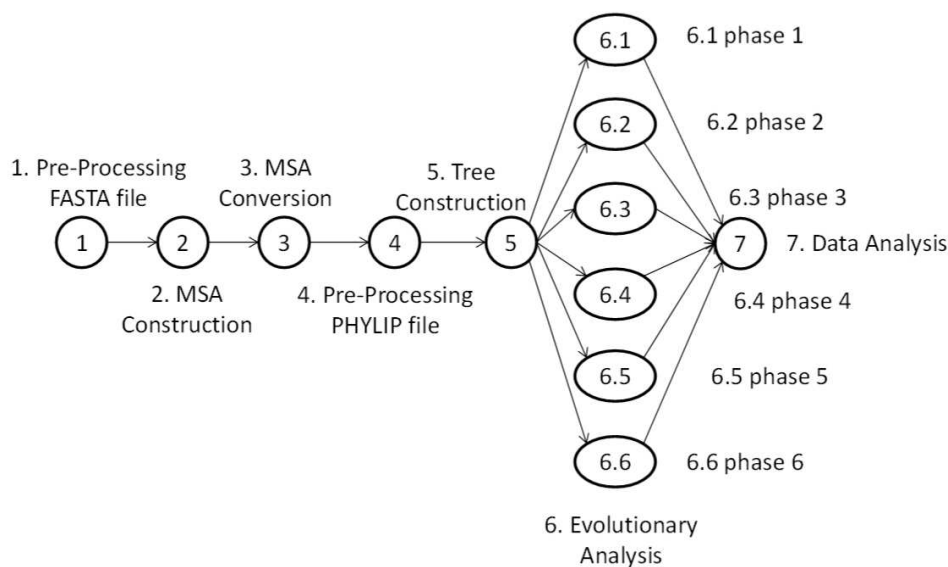 6.1
6.1 phase 1
6.2
6.2 phase 2
1. Pre-Processing
FASTA file
3. MSA
Conversion
5. Tree
Construction
6.3
6.3 phase 3
1
2
3
4
5
7
7. Data Analysis
2. MSA
Construction
4. Pre-Processing
PHYLIP file
6.4
6.4 phase 4
6.5
6.5 phase 5
6.6
6.6 phase 6
6. Evolutionary
Analysis